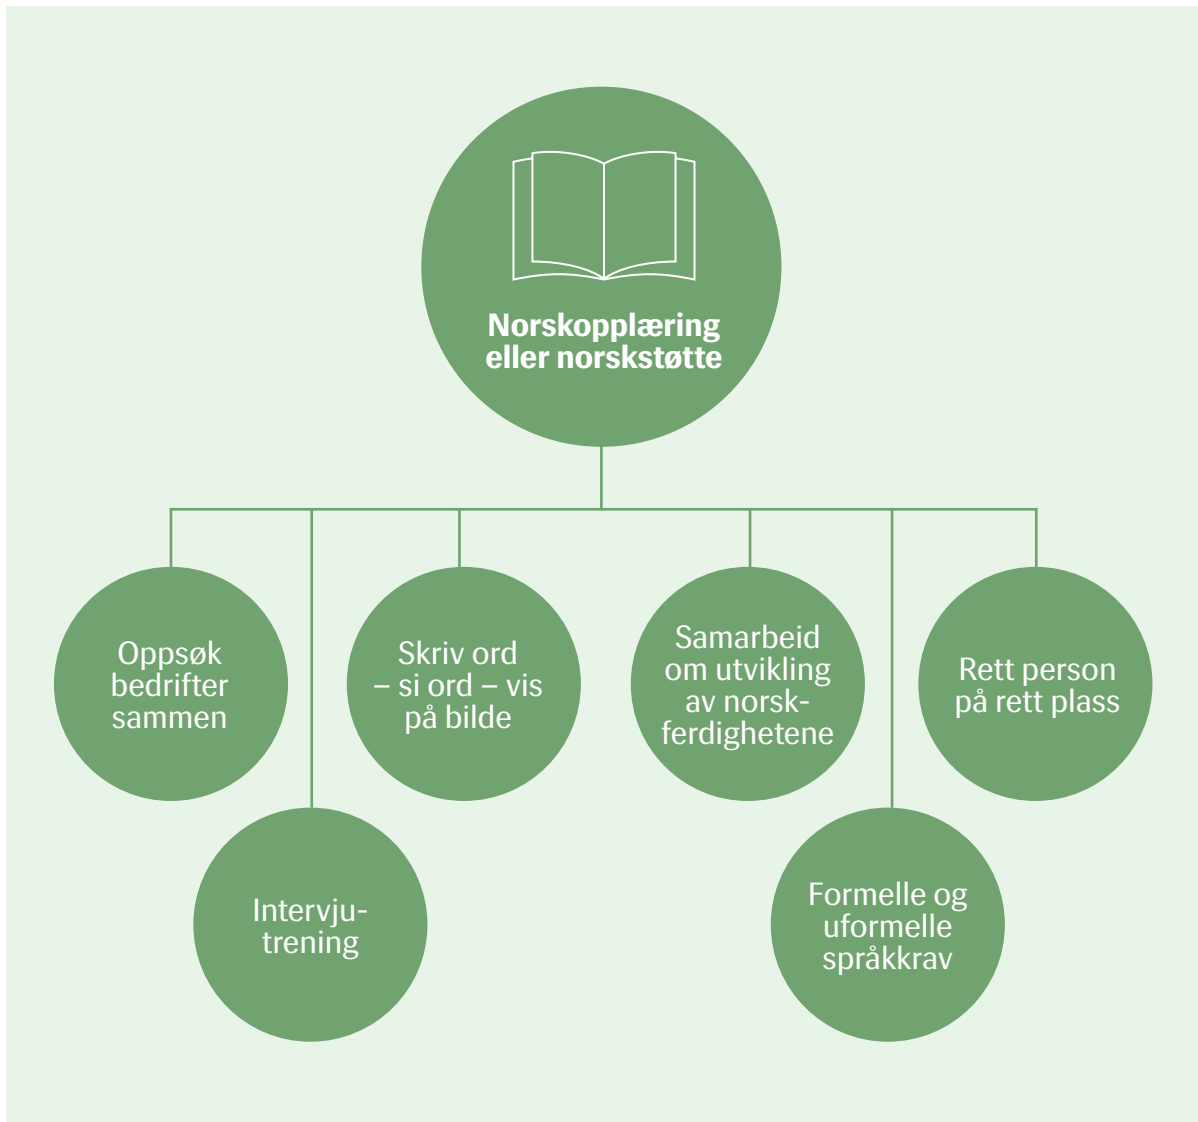 Norskopplæring
eller norskstøtte
Oppsøk
bedrifter
sammen
Intervju-
trening
Skriv ord
– si ord – vis
på bilde
Samarbeid
om utvikling
av norsk-
ferdighetene
Formelle og
uformelle
språkkrav
Rett person
på rett plass